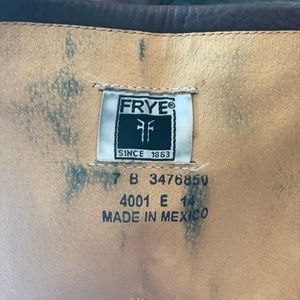 FRYE®
SINCE 1863
7 B 3476850
4001 E 14
MADE IN MEXICO